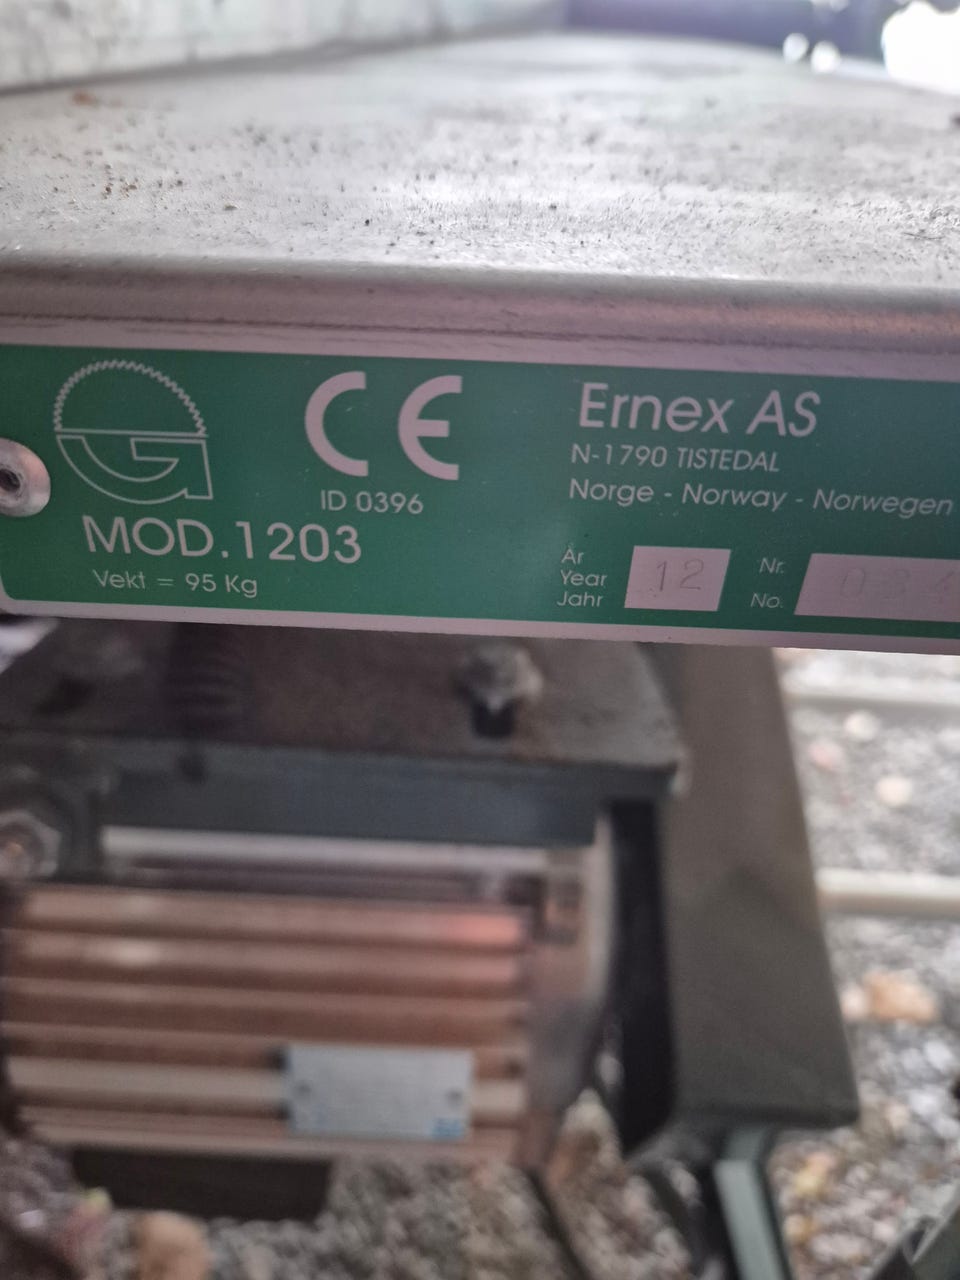 CE
ID 0396
MOD.1203
Vekt = 95 Kg
Ernex AS
N-1790 TISTEDAL
Norge - Norway - Norwegen
År
Year
Jahr
12
Nr.
No.